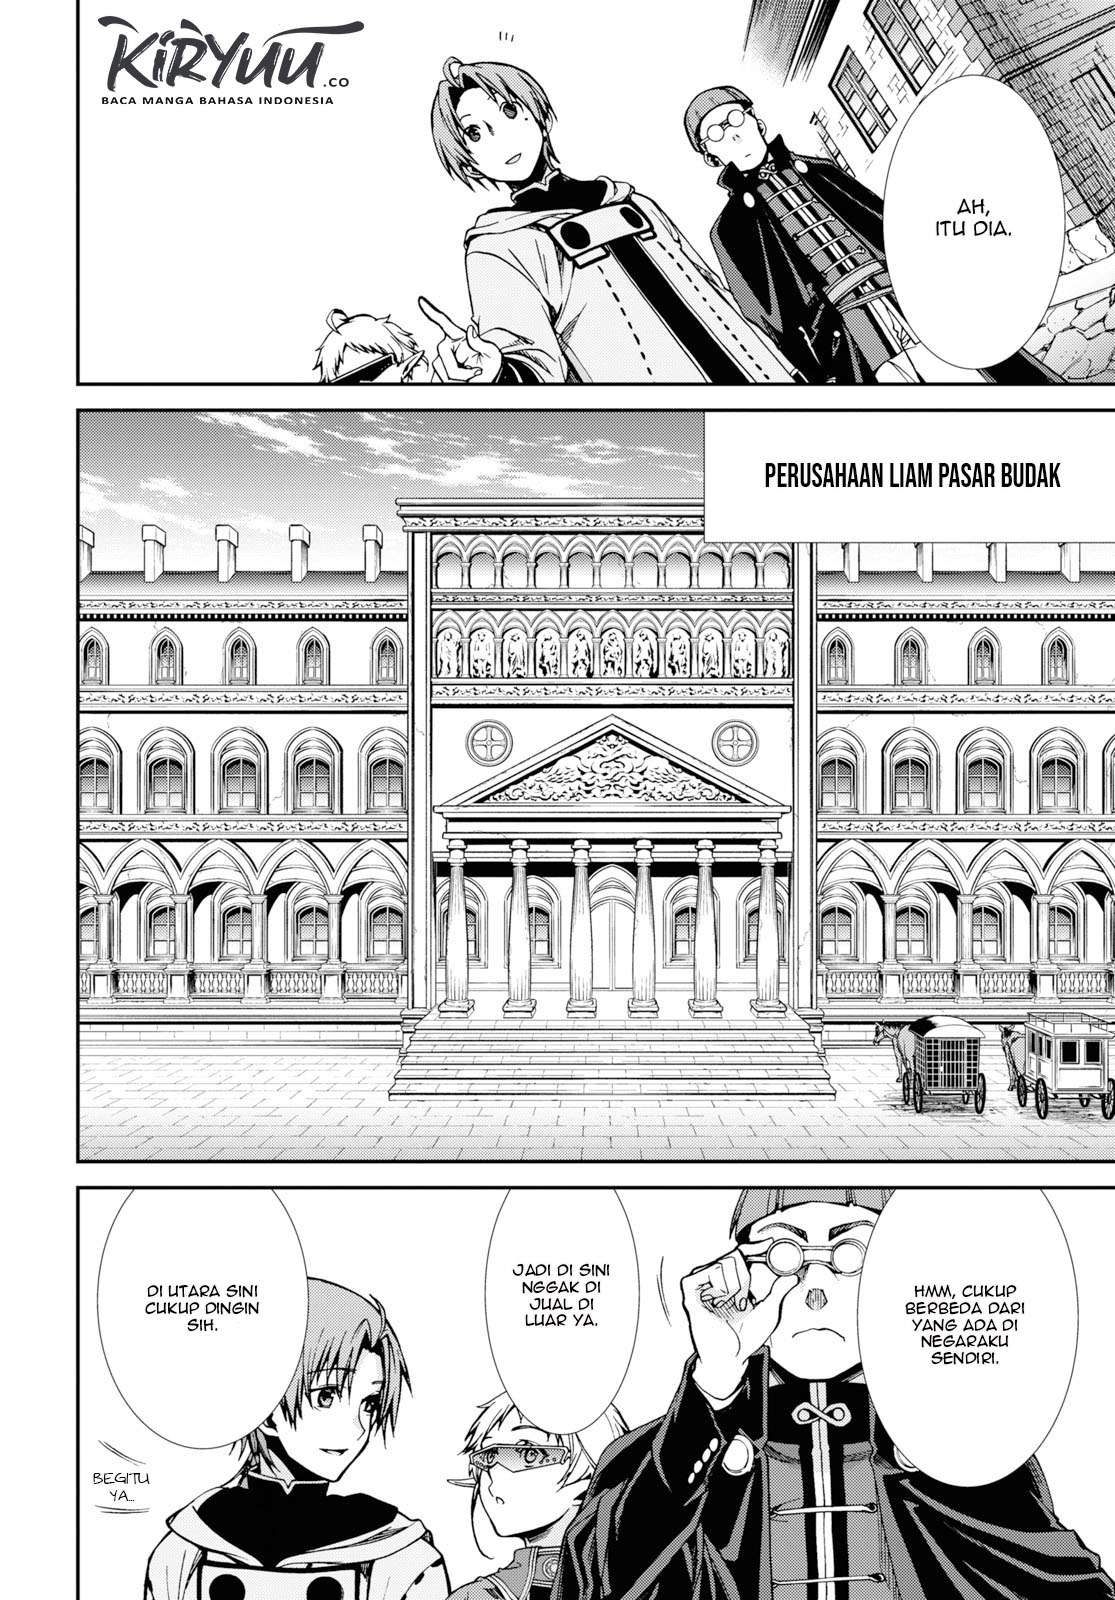 KIRYUU.CO
BACA MANGA BAHASA INDONESIA
AH,
ITU DIA.
PERUSAHAAN LIAM PASAR BUDAK
HMM, CUKUP
BERBEDA DARI
YANG ADA DI
NEGARAKU
SENDIRI.
JADI DI SINI
NGGAK DI
JUAL DI
LUAR YA.
DI UTARA SINI
CUKUP DINGIN
SIH.
BEGITU
YA...